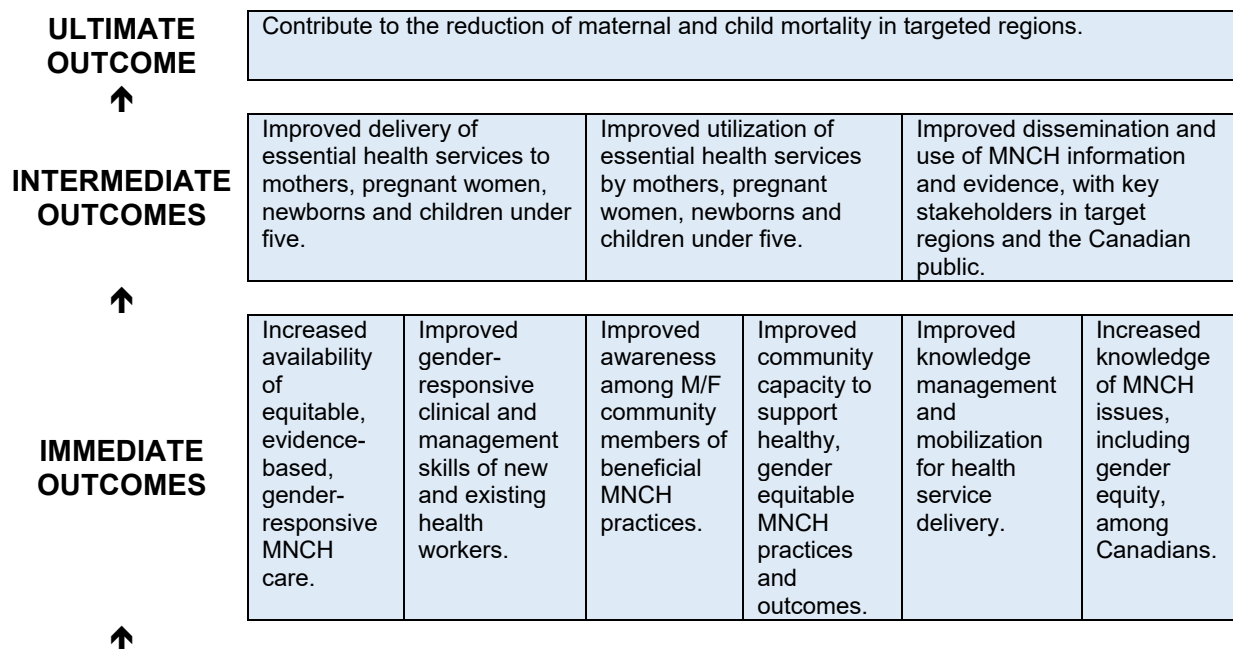 ULTIMATE
OUTCOME
Contribute to the reduction of maternal and child mortality in targeted regions.
INTERMEDIATE
OUTCOMES
Improved delivery of
essential health services to
mothers, pregnant women,
newborns and children under
five.
Improved utilization of
essential health services
by mothers, pregnant
women, newborns and
children under five.
Improved dissemination and
use of MNCH information
and evidence, with key
stakeholders in target
regions and the Canadian
public.
IMMEDIATE
OUTCOMES
Increased
availability
of
equitable,
evidence-
based,
gender-
responsive
MNCH
care.
Improved
gender-
responsive
clinical and
management
skills of new
and existing
health
workers.
Improved
awareness
among M/F
community
members of
beneficial
MNCH
practices.
Improved
community
capacity to
support
healthy,
gender
equitable
MNCH
practices
and
outcomes.
Improved
knowledge
management
and
mobilization
for health
service
delivery.
Increased
knowledge
of MNCH
issues,
including
gender
equity,
among
Canadians.